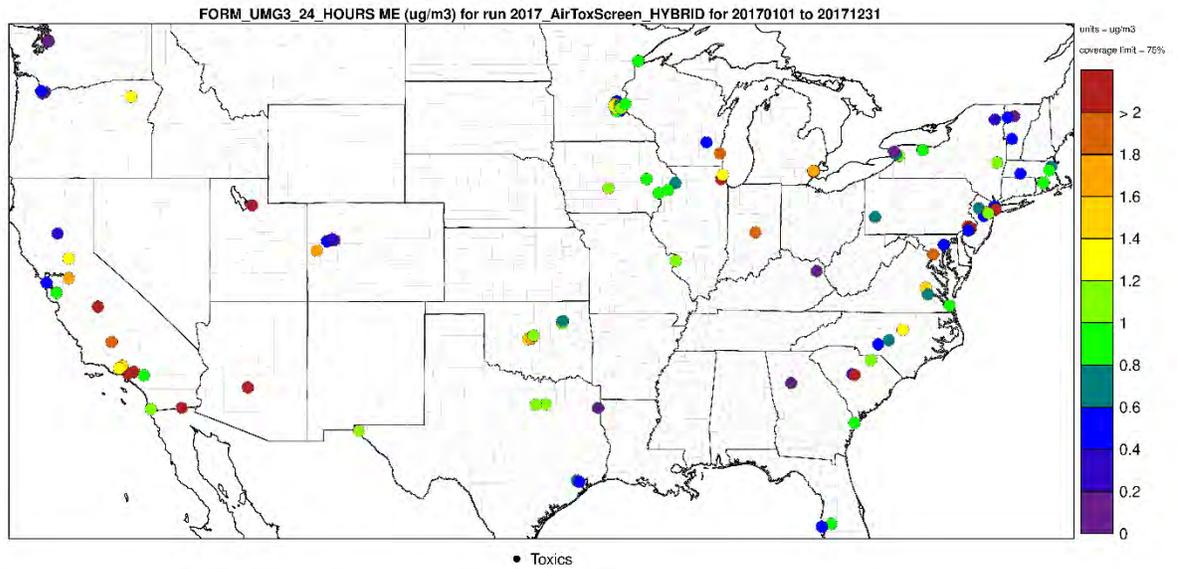 FORM_UMG3_24_HOURS ME (ug/m3) for run 2017_AirToxScreen_HYBRID for 20170101 to 20171231
units = ug/m3
coverage limit = 75%
> 2
1.8
1.6
1.4
1.2
1
0.8
0.6
0.4
0.2
0
Toxics